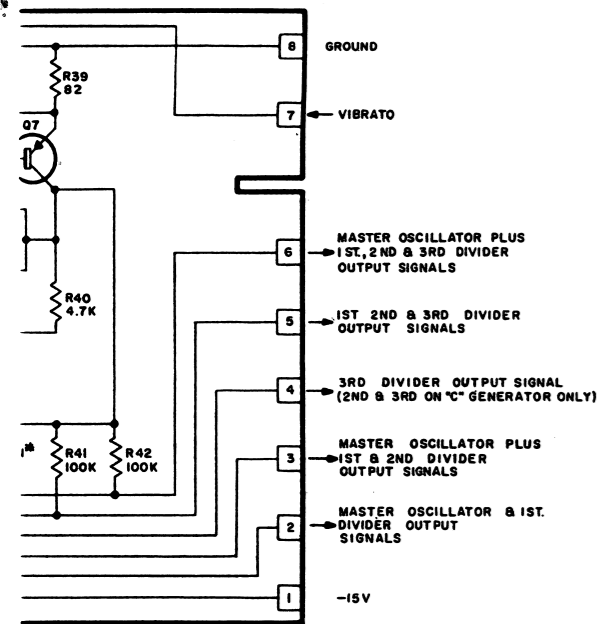 8 GROUND
R39
82
7 VIBRATO
Q7
6 MASTER OSCILLATOR PLUS
1ST., 2ND & 3RD DIVIDER
OUTPUT SIGNALS
R40
4.7K
5 1ST 2ND & 3RD DIVIDER
OUTPUT SIGNALS
4 3RD DIVIDER OUTPUT SIGNAL
(2ND & 3RD ON "C" GENERATOR ONLY)
R41
100K
R42
100K
3 MASTER OSCILLATOR PLUS
1ST & 2ND DIVIDER
OUTPUT SIGNALS
2 MASTER OSCILLATOR & 1ST.
DIVIDER OUTPUT
SIGNALS
1 -15V